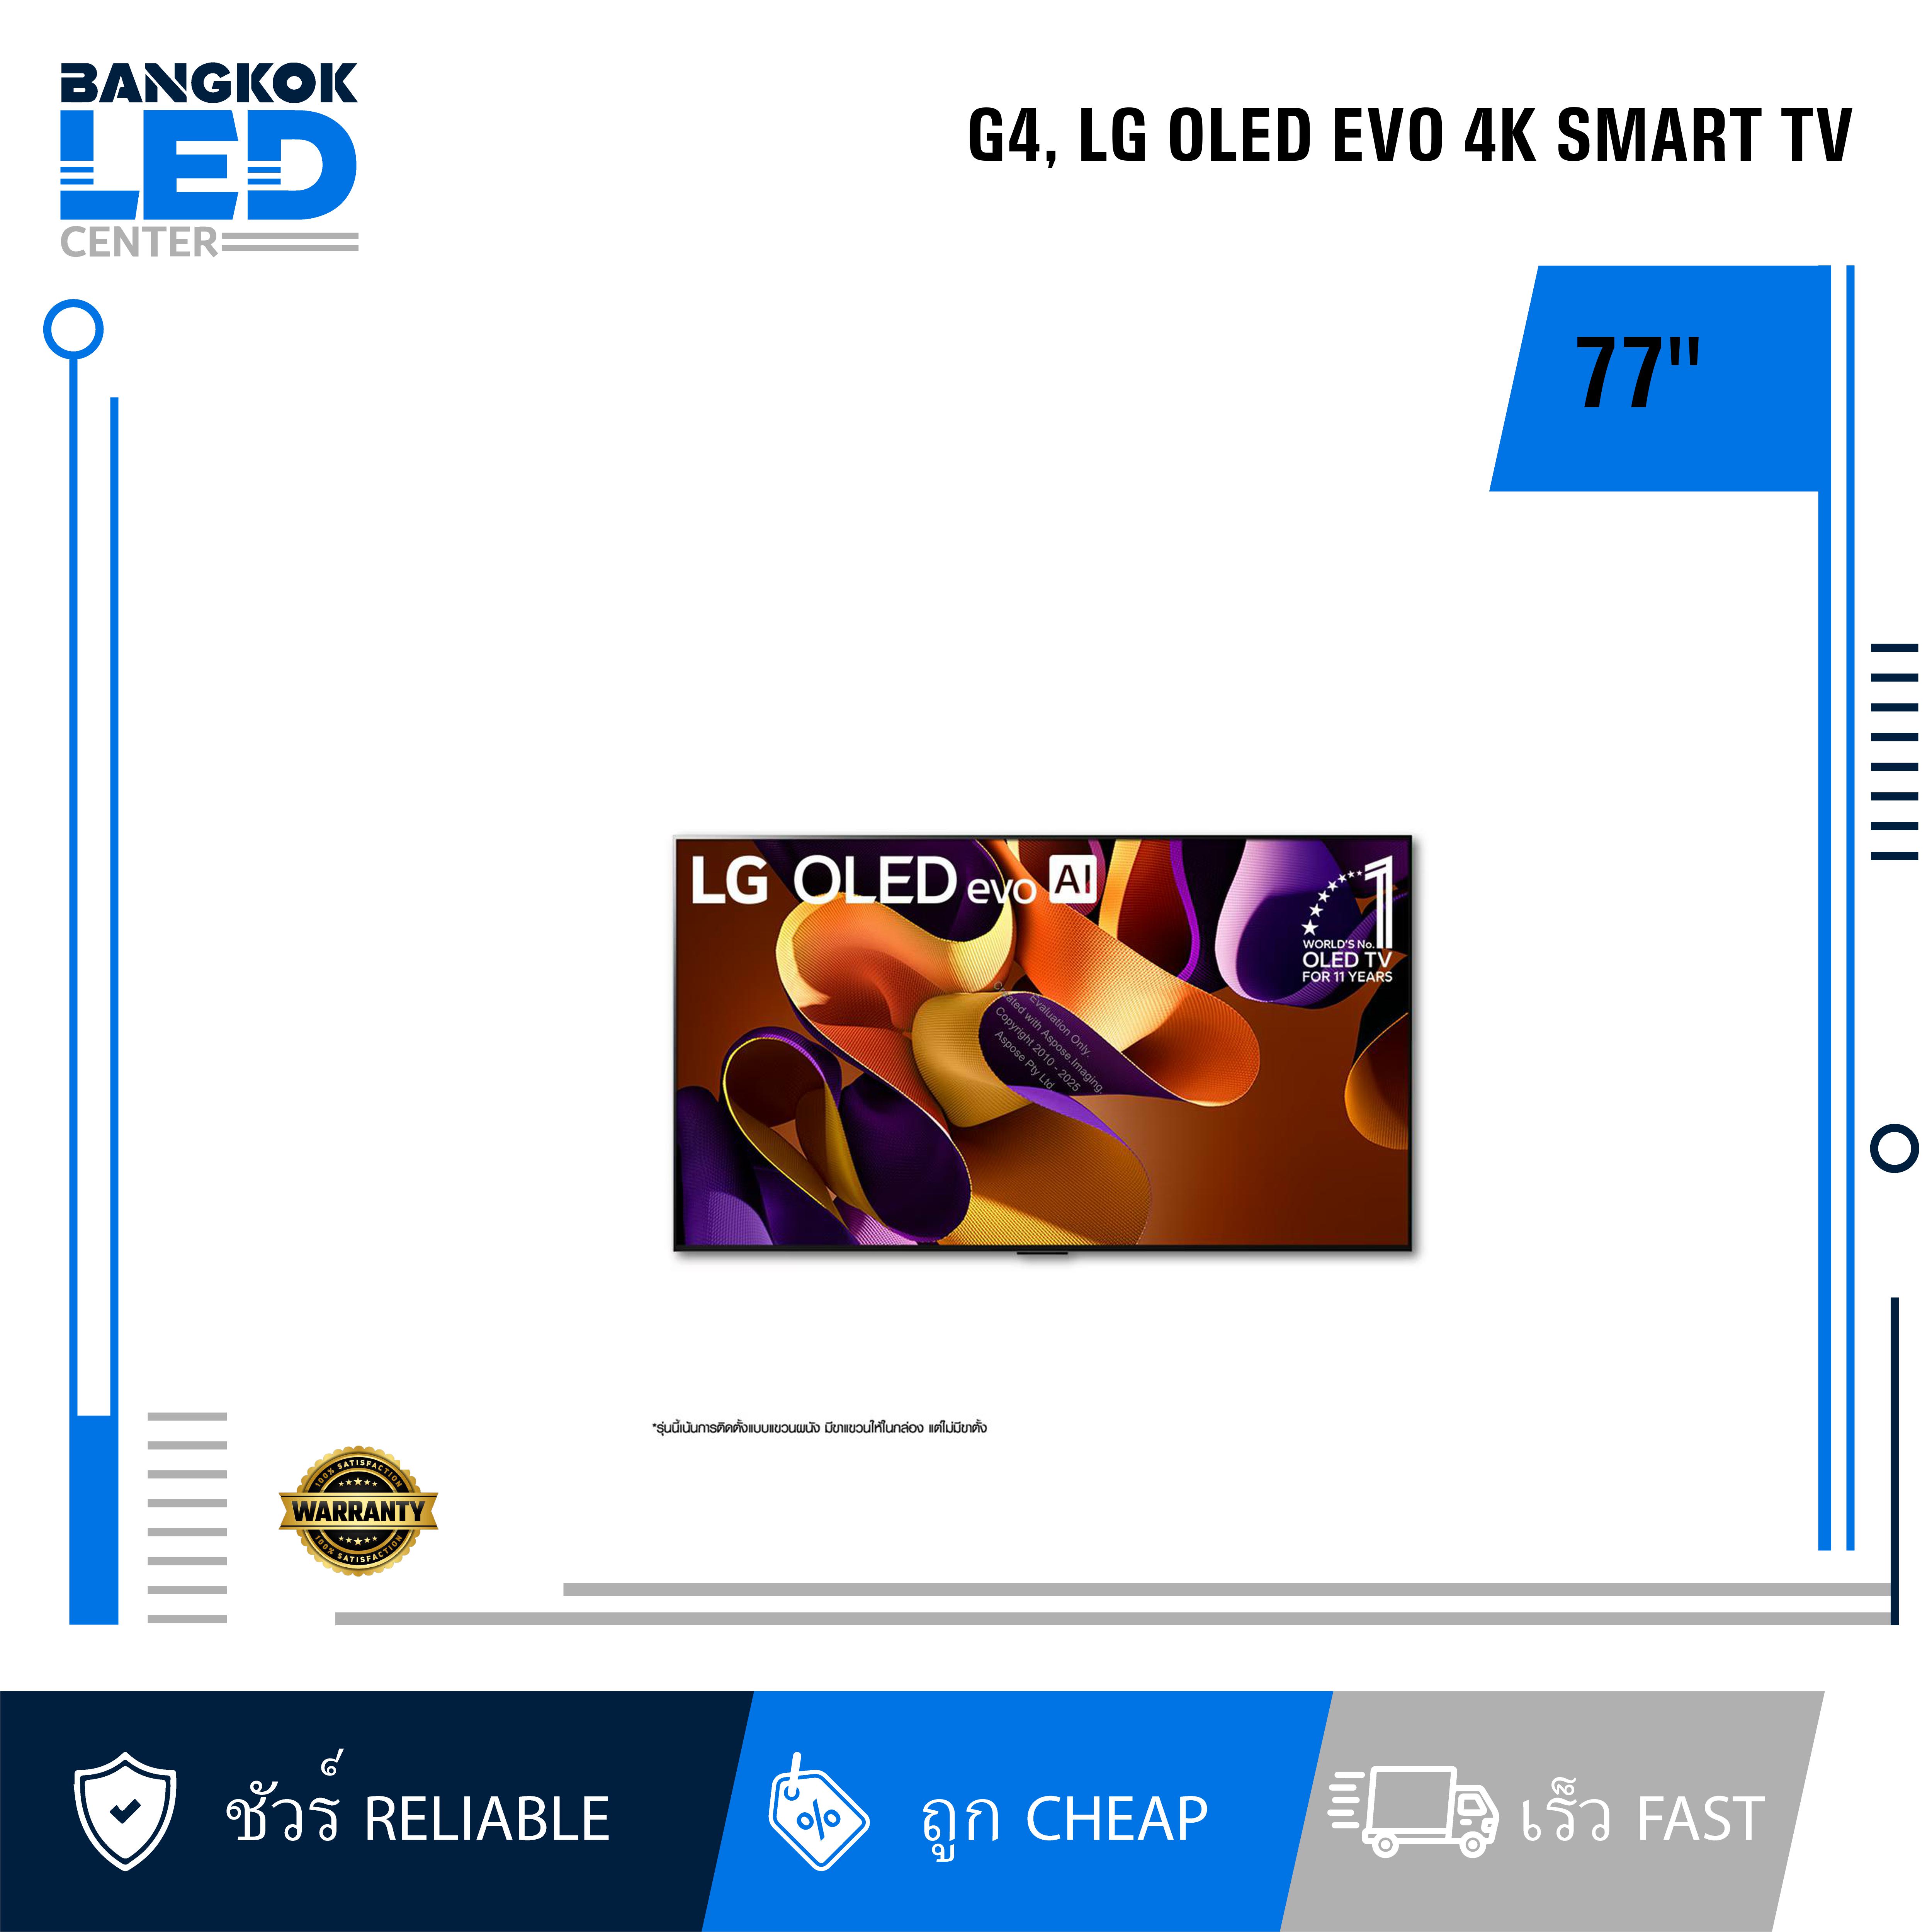 BANGKOK
LED
CENTER
G4, LG OLED EVO 4K SMART TV
77"
LG OLED evo AI
1
WORLD'S No.
OLED TV
FOR 11 YEARS
Evaluation Only.
Created with Aspose.Imaging.
Copyright 2010 - 2025
Aspose Pty Ltd.
*รุ่นนี้เน้นการติดตั้งแบบแขวนผนัง มีขาแขวนให้ในกล่อง แต่ไม่มีขาตั้ง
100% SATISFACTION
WARRANTY
100% SATISFACTION
ชัวร์ RELIABLE
% ถูก CHEAP
เร็ว FAST